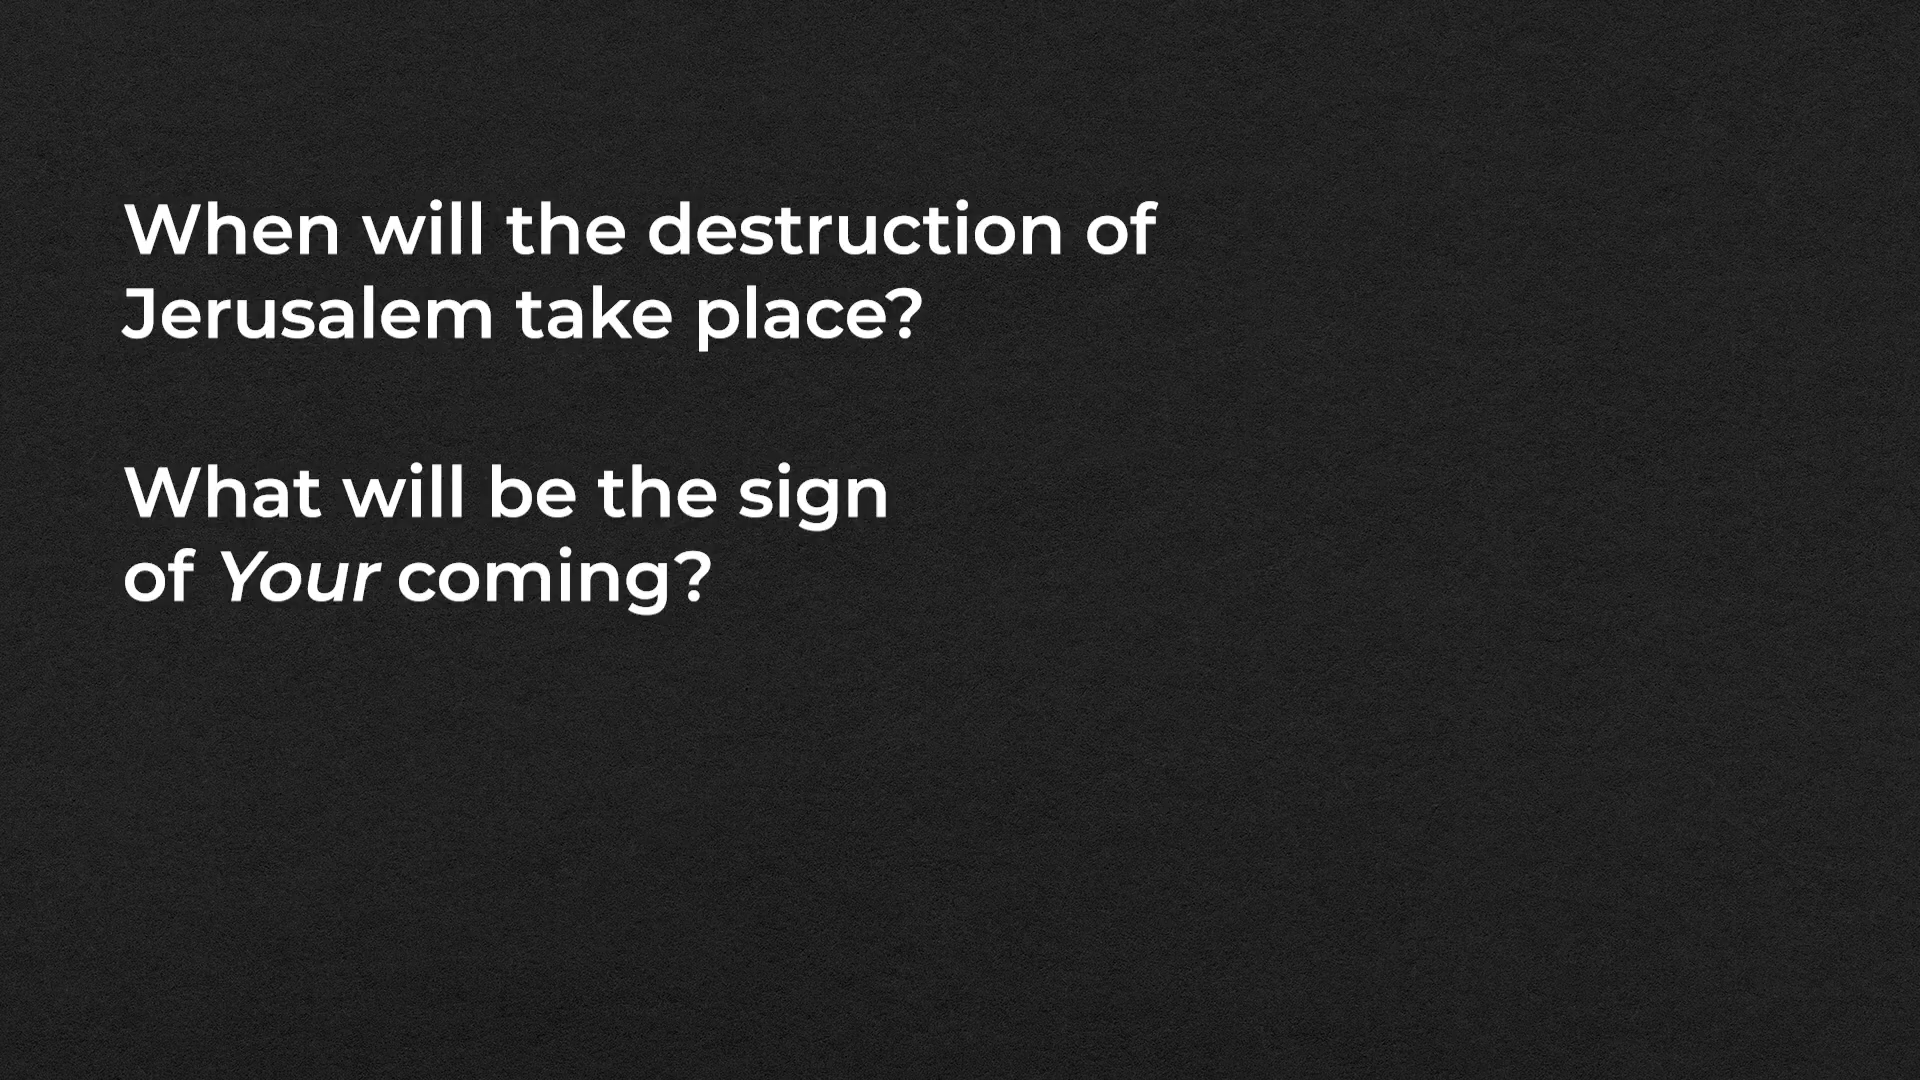 When will the destruction of
Jerusalem take place?
What will be the sign
of Your coming?